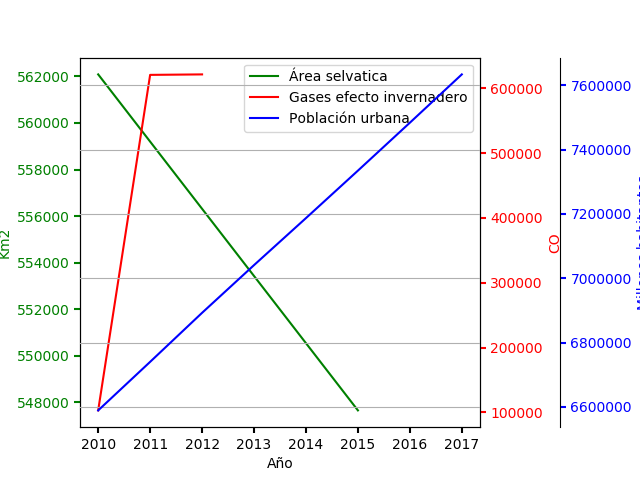 Área selvatica
Gases efecto invernadero
Población urbana
562000
560000
558000
556000
554000
552000
550000
548000
Km2
600000
500000
400000
300000
200000
100000
CO
7600000
7400000
7200000
7000000
6800000
6600000
2010 2011 2012 2013 2014 2015 2016 2017
Año